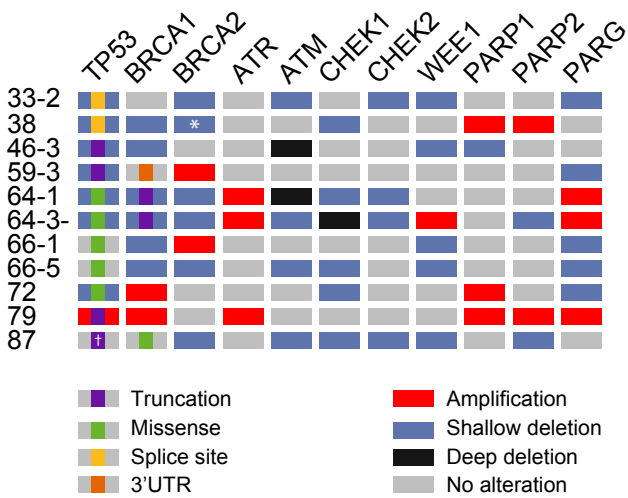 TP53 BRCA1 BRCA2 ATR ATM CHEK1 CHEK2 WEE1 PARP1 PARP2 PARG
33-2
38 *
46-3
59-3
64-1
64-3-
66-1
66-5
72
79
87 †
Truncation Amplification
Missense Shallow deletion
Splice site Deep deletion
3'UTR No alteration